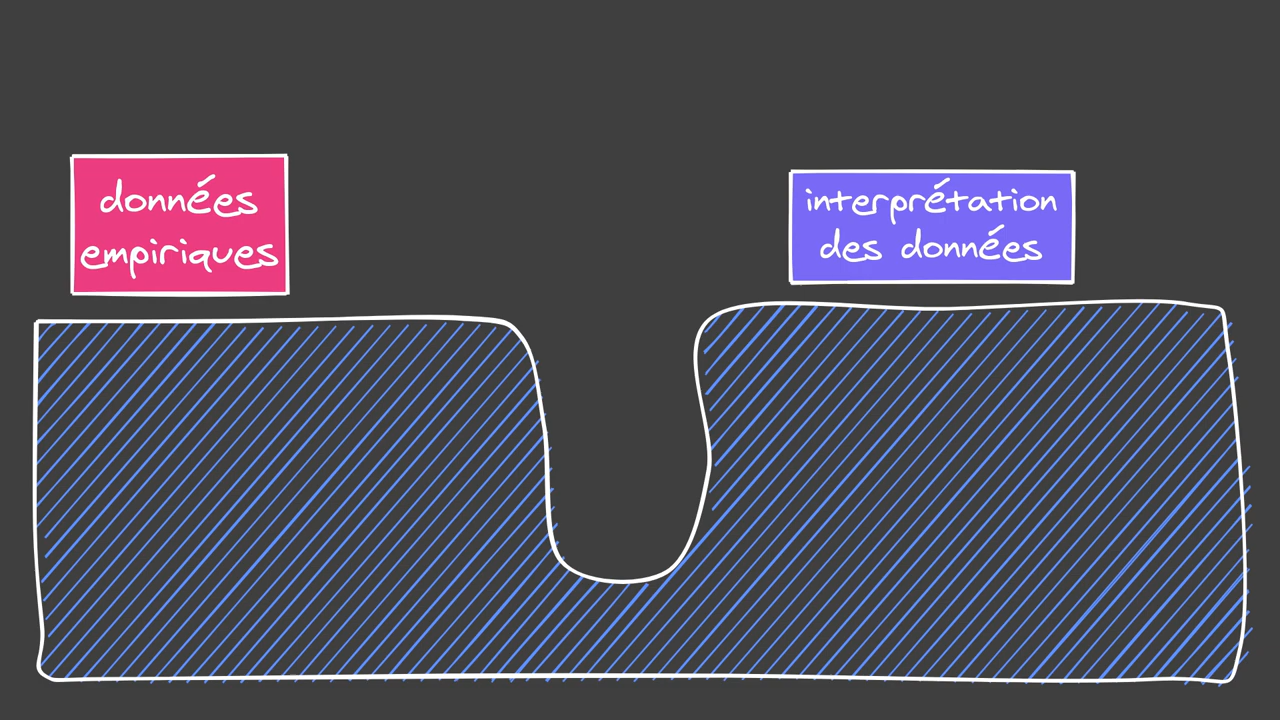 données
empiriques
interprétation
des données